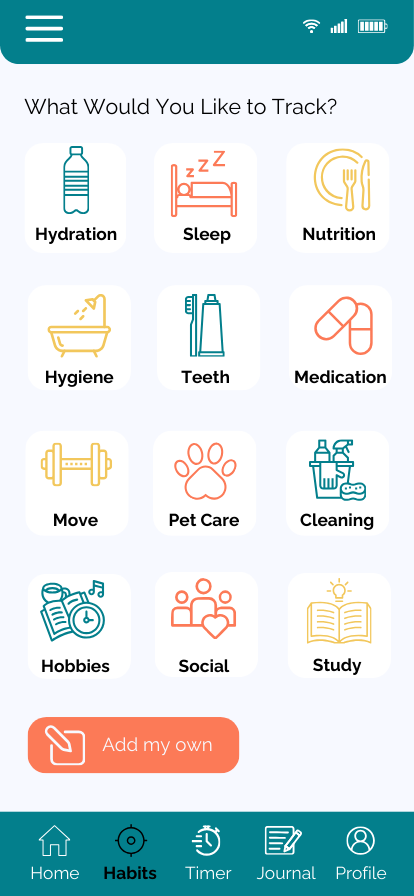 What Would You Like to Track?
Hydration Sleep Nutrition
Hygiene Teeth Medication
Move Pet Care Cleaning
Hobbies Social Study
Add my own
Home Habits Timer Journal Profile